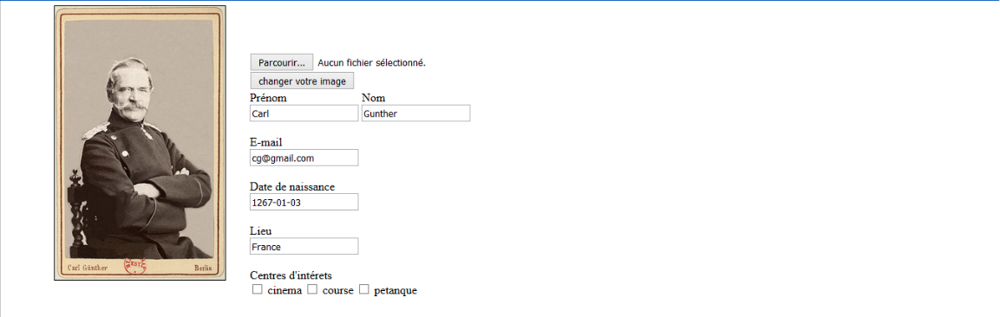 Parcourir... Aucun fichier sélectionné.
changer votre image
Prénom Nom
Carl Gunther
E-mail
cg@gmail.com
Date de naissance
1267-01-03
Lieu
France
Centres d'intérets
cinema course petanque
Carl Günther Berlin